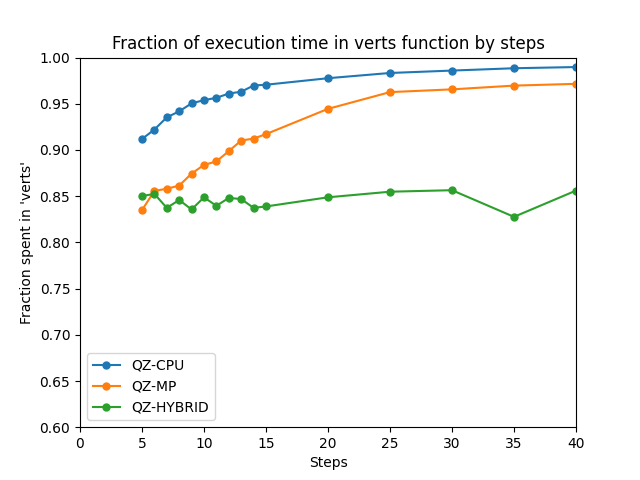 Fraction of execution time in verts function by steps
1.00
0.95
0.90
0.85
0.80
0.75
0.70
0.65
0.60
Fraction spent in 'verts'
QZ-CPU
QZ-MP
QZ-HYBRID
0 5 10 15 20 25 30 35 40
Steps